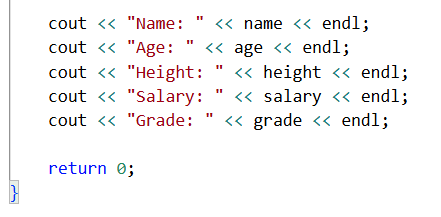 cout << "Name: " << name << endl;
cout << "Age: " << age << endl;
cout << "Height: " << height << endl;
cout << "Salary: " << salary << endl;
cout << "Grade: " << grade << endl;
return 0;
}